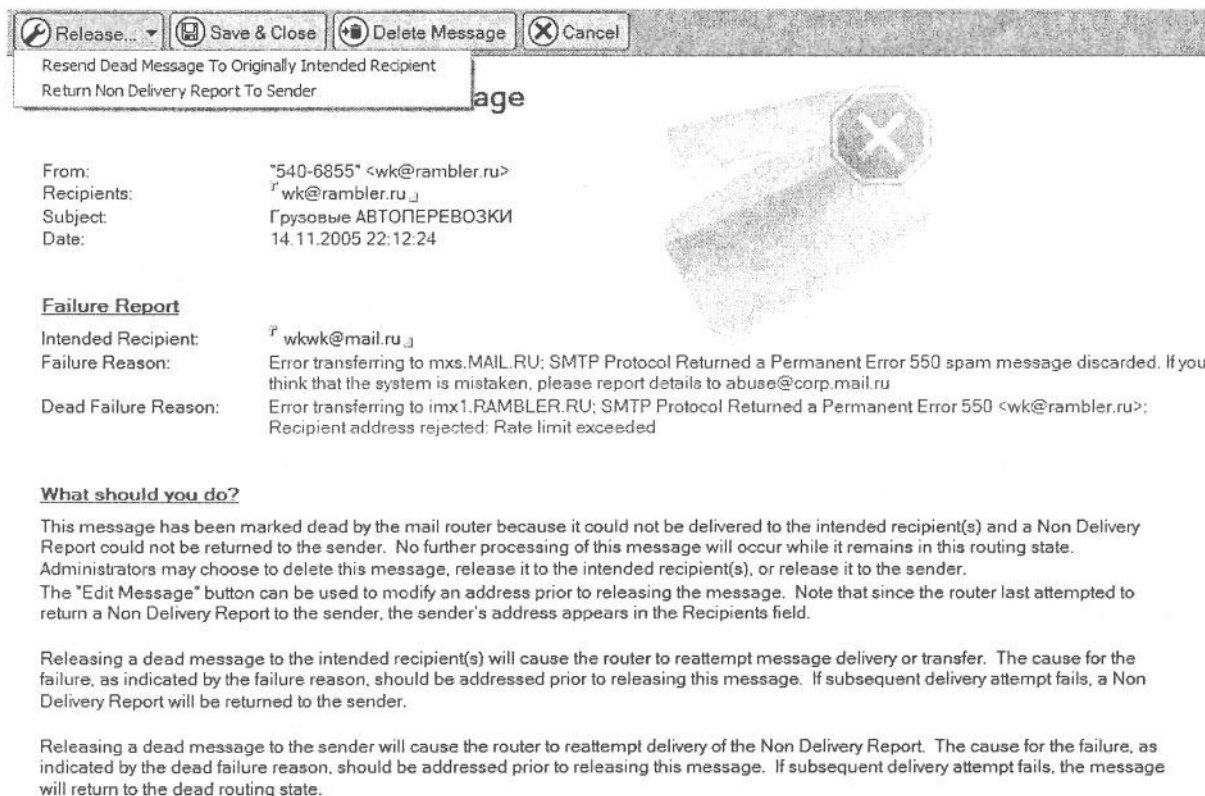 Release... Save & Close Delete Message Cancel
Resend Dead Message To Originally Intended Recipient
Return Non Delivery Report To Sender
age
From: "540-6855" <wk@rambler.ru>
Recipients: wk@rambler.ru
Subject: Грузовые АВТОПЕРЕВОЗКИ
Date: 14.11.2005 22:12:24
Failure Report
Intended Recipient: wkwk@mail.ru
Failure Reason: Error transferring to mxs.MAIL.RU; SMTP Protocol Returned a Permanent Error 550 spam message discarded. If you
think that the system is mistaken, please report details to abuse@corp.mail.ru
Dead Failure Reason: Error transferring to imx1.RAMBLER.RU; SMTP Protocol Returned a Permanent Error 550 <wk@rambler.ru>:
Recipient address rejected: Rate limit exceeded
What should you do?
This message has been marked dead by the mail router because it could not be delivered to the intended recipient(s) and a Non Delivery
Report could not be returned to the sender. No further processing of this message will occur while it remains in this routing state.
Administrators may choose to delete this message, release it to the intended recipient(s), or release it to the sender.
The "Edit Message" button can be used to modify an address prior to releasing the message. Note that since the router last attempted to
return a Non Delivery Report to the sender, the sender's address appears in the Recipients field.
Releasing a dead message to the intended recipient(s) will cause the router to reattempt message delivery or transfer. The cause for the
failure, as indicated by the failure reason, should be addressed prior to releasing this message. If subsequent delivery attempt fails, a Non
Delivery Report will be returned to the sender.
Releasing a dead message to the sender will cause the router to reattempt delivery of the Non Delivery Report. The cause for the failure, as
indicated by the dead failure reason, should be addressed prior to releasing this message. If subsequent delivery attempt fails, the message
will return to the dead routing state.